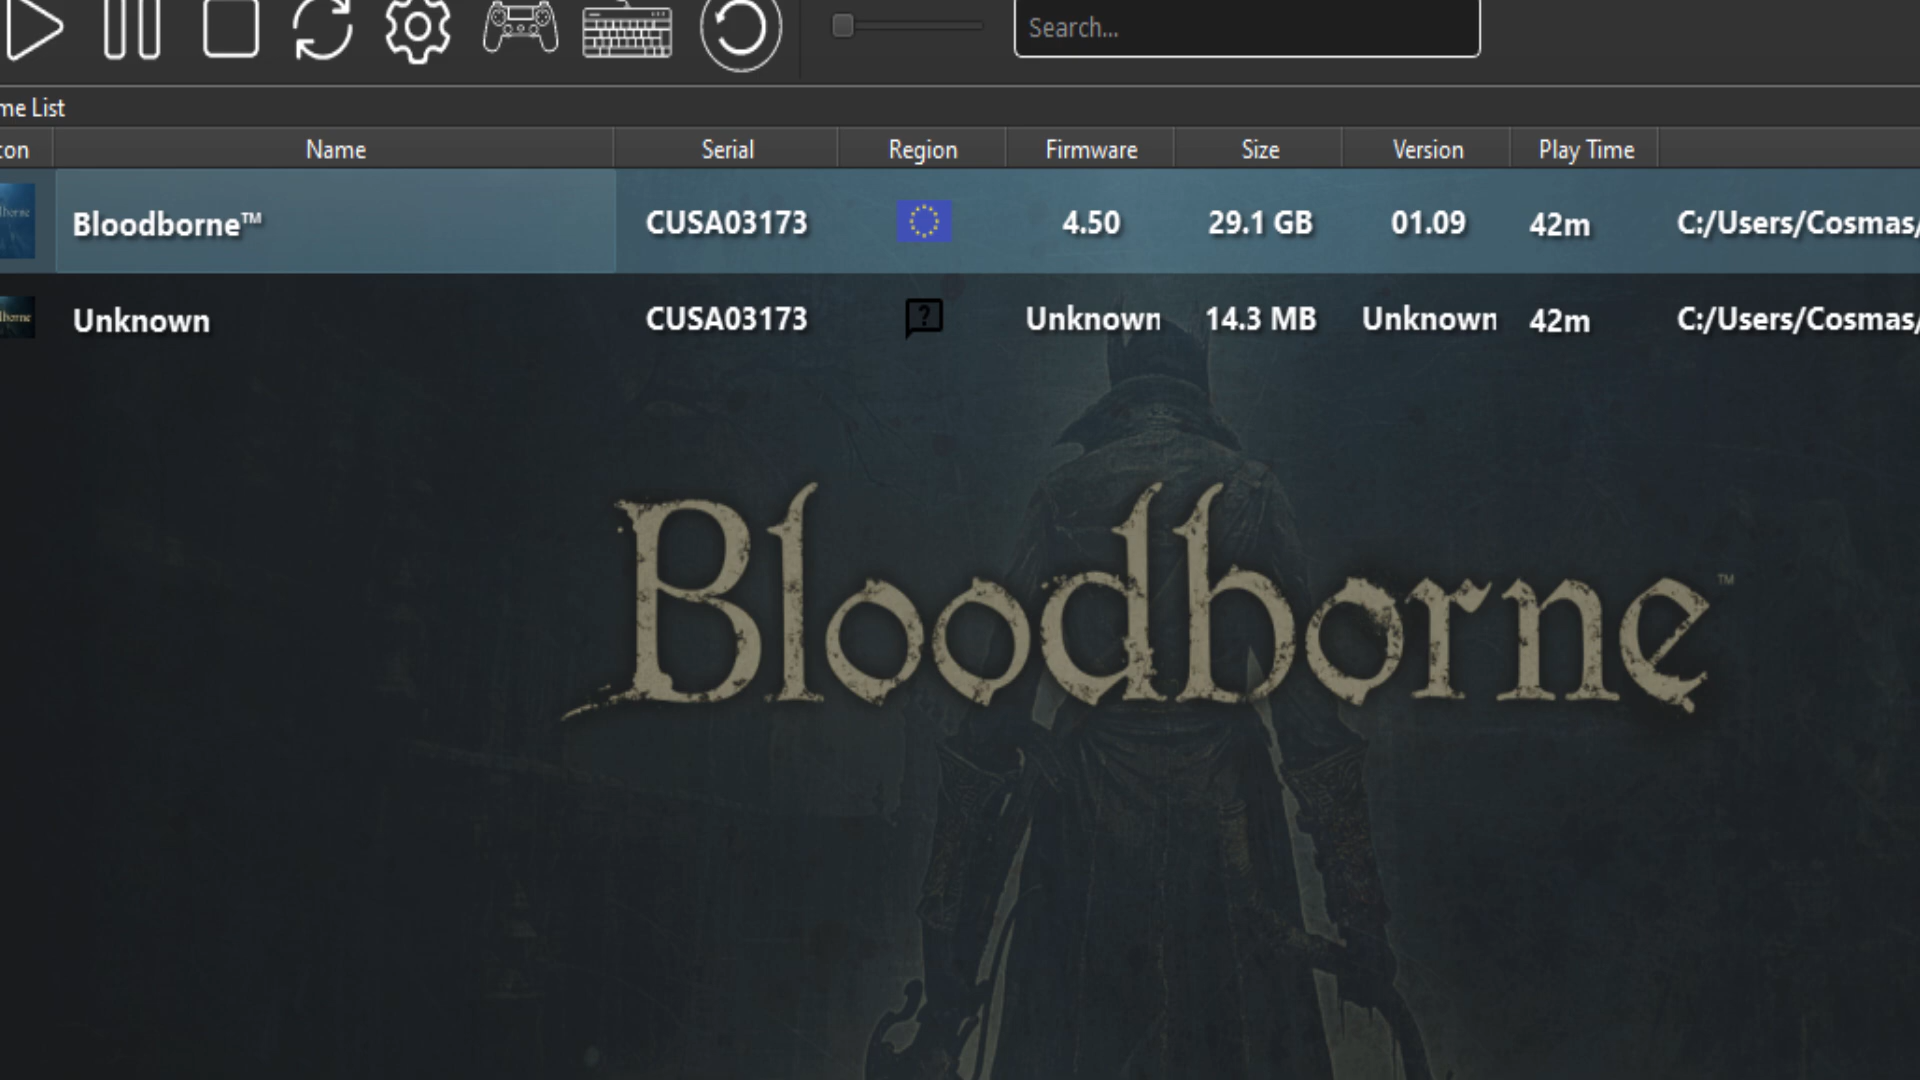 Search...
me List
con Name Serial Region Firmware Size Version Play Time
Bloodborne™ CUSA03173 4.50 29.1 GB 01.09 42m C:/Users/Cosmas/
Unknown CUSA03173 ? Unknown 14.3 MB Unknown 42m C:/Users/Cosmas/
Bloodborne™